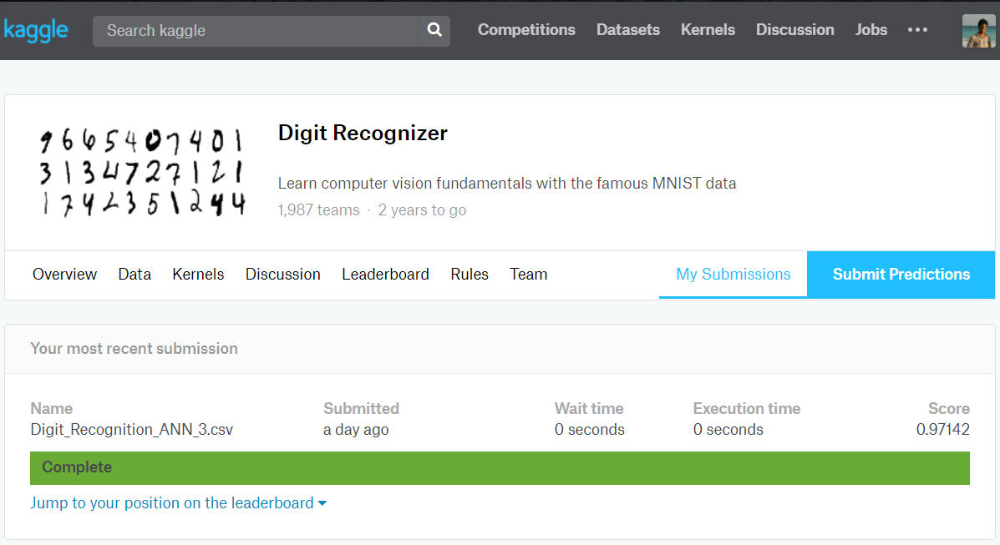 kaggle Search kaggle Competitions Datasets Kernels Discussion Jobs •••
Digit Recognizer
9 6 6 5 4 0 7 4 0 1
3 1 3 4 7 2 7 1 2 1
1 7 4 2 3 5 1 2 4 4
Learn computer vision fundamentals with the famous MNIST data
1,987 teams · 2 years to go
Overview Data Kernels Discussion Leaderboard Rules Team My Submissions Submit Predictions
Your most recent submission
Name Submitted Wait time Execution time Score
Digit_Recognition_ANN_3.csv a day ago 0 seconds 0 seconds 0.97142
Complete
Jump to your position on the leaderboard